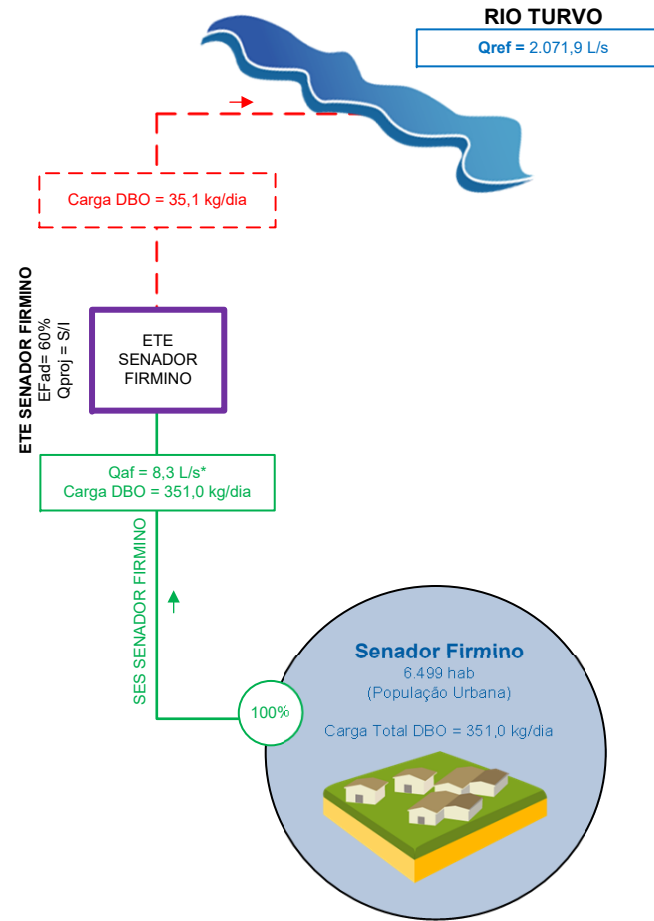 RIO TURVO
Qref = 2.071,9 L/s
Carga DBO = 35,1 kg/dia
ETE SENADOR FIRMINO
EFad= 60%
Qproj = S/I
ETE
SENADOR
FIRMINO
Qaf = 8,3 L/s*
Carga DBO = 351,0 kg/dia
SES SENADOR FIRMINO
100%
Senador Firmino
6.499 hab
(População Urbana)
Carga Total DBO = 351,0 kg/dia